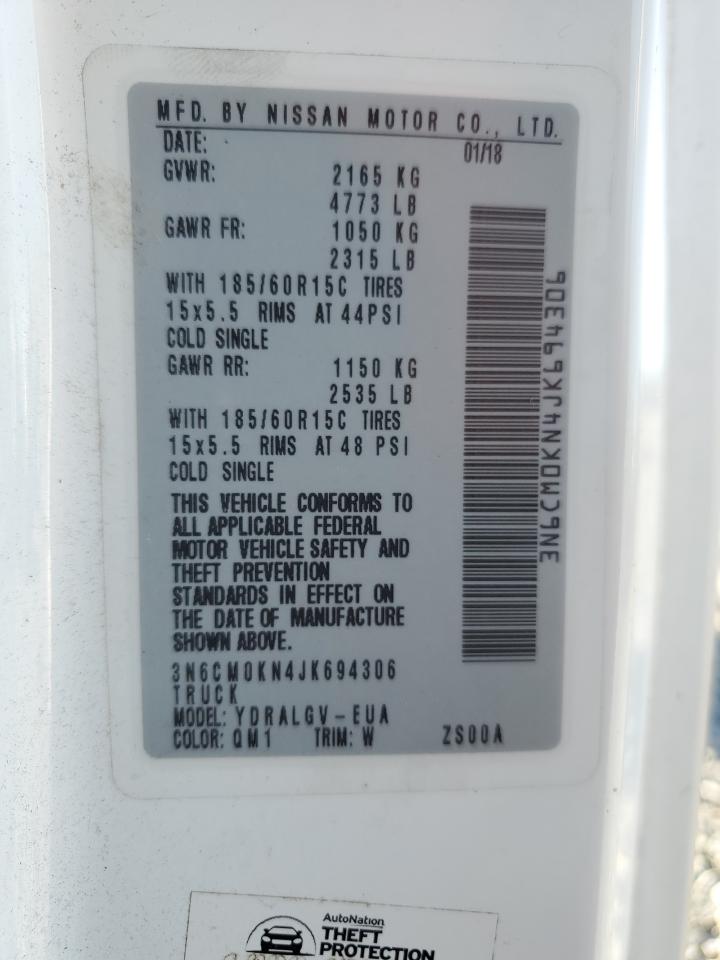 MFD. BY NISSAN MOTOR CO., LTD.
DATE: 01/18
GVWR: 2165 KG
4773 LB
GAWR FR: 1050 KG
2315 LB
WITH 185/60R15C TIRES
15x5.5 RIMS AT 44PSI
COLD SINGLE
GAWR RR: 1150 KG
2535 LB
WITH 185/60R15C TIRES
15x5.5 RIMS AT 48 PSI
COLD SINGLE
THIS VEHICLE CONFORMS TO
ALL APPLICABLE FEDERAL
MOTOR VEHICLE SAFETY AND
THEFT PREVENTION
STANDARDS IN EFFECT ON
THE DATE OF MANUFACTURE
SHOWN ABOVE.
3N6CM0KN4JK694306
TRUCK
MODEL: YDRALGV-EUA
COLOR: QM1 TRIM: W ZS00A
3N6CM0KN4JK694306
AutoNation
THEFT
PROTECTION